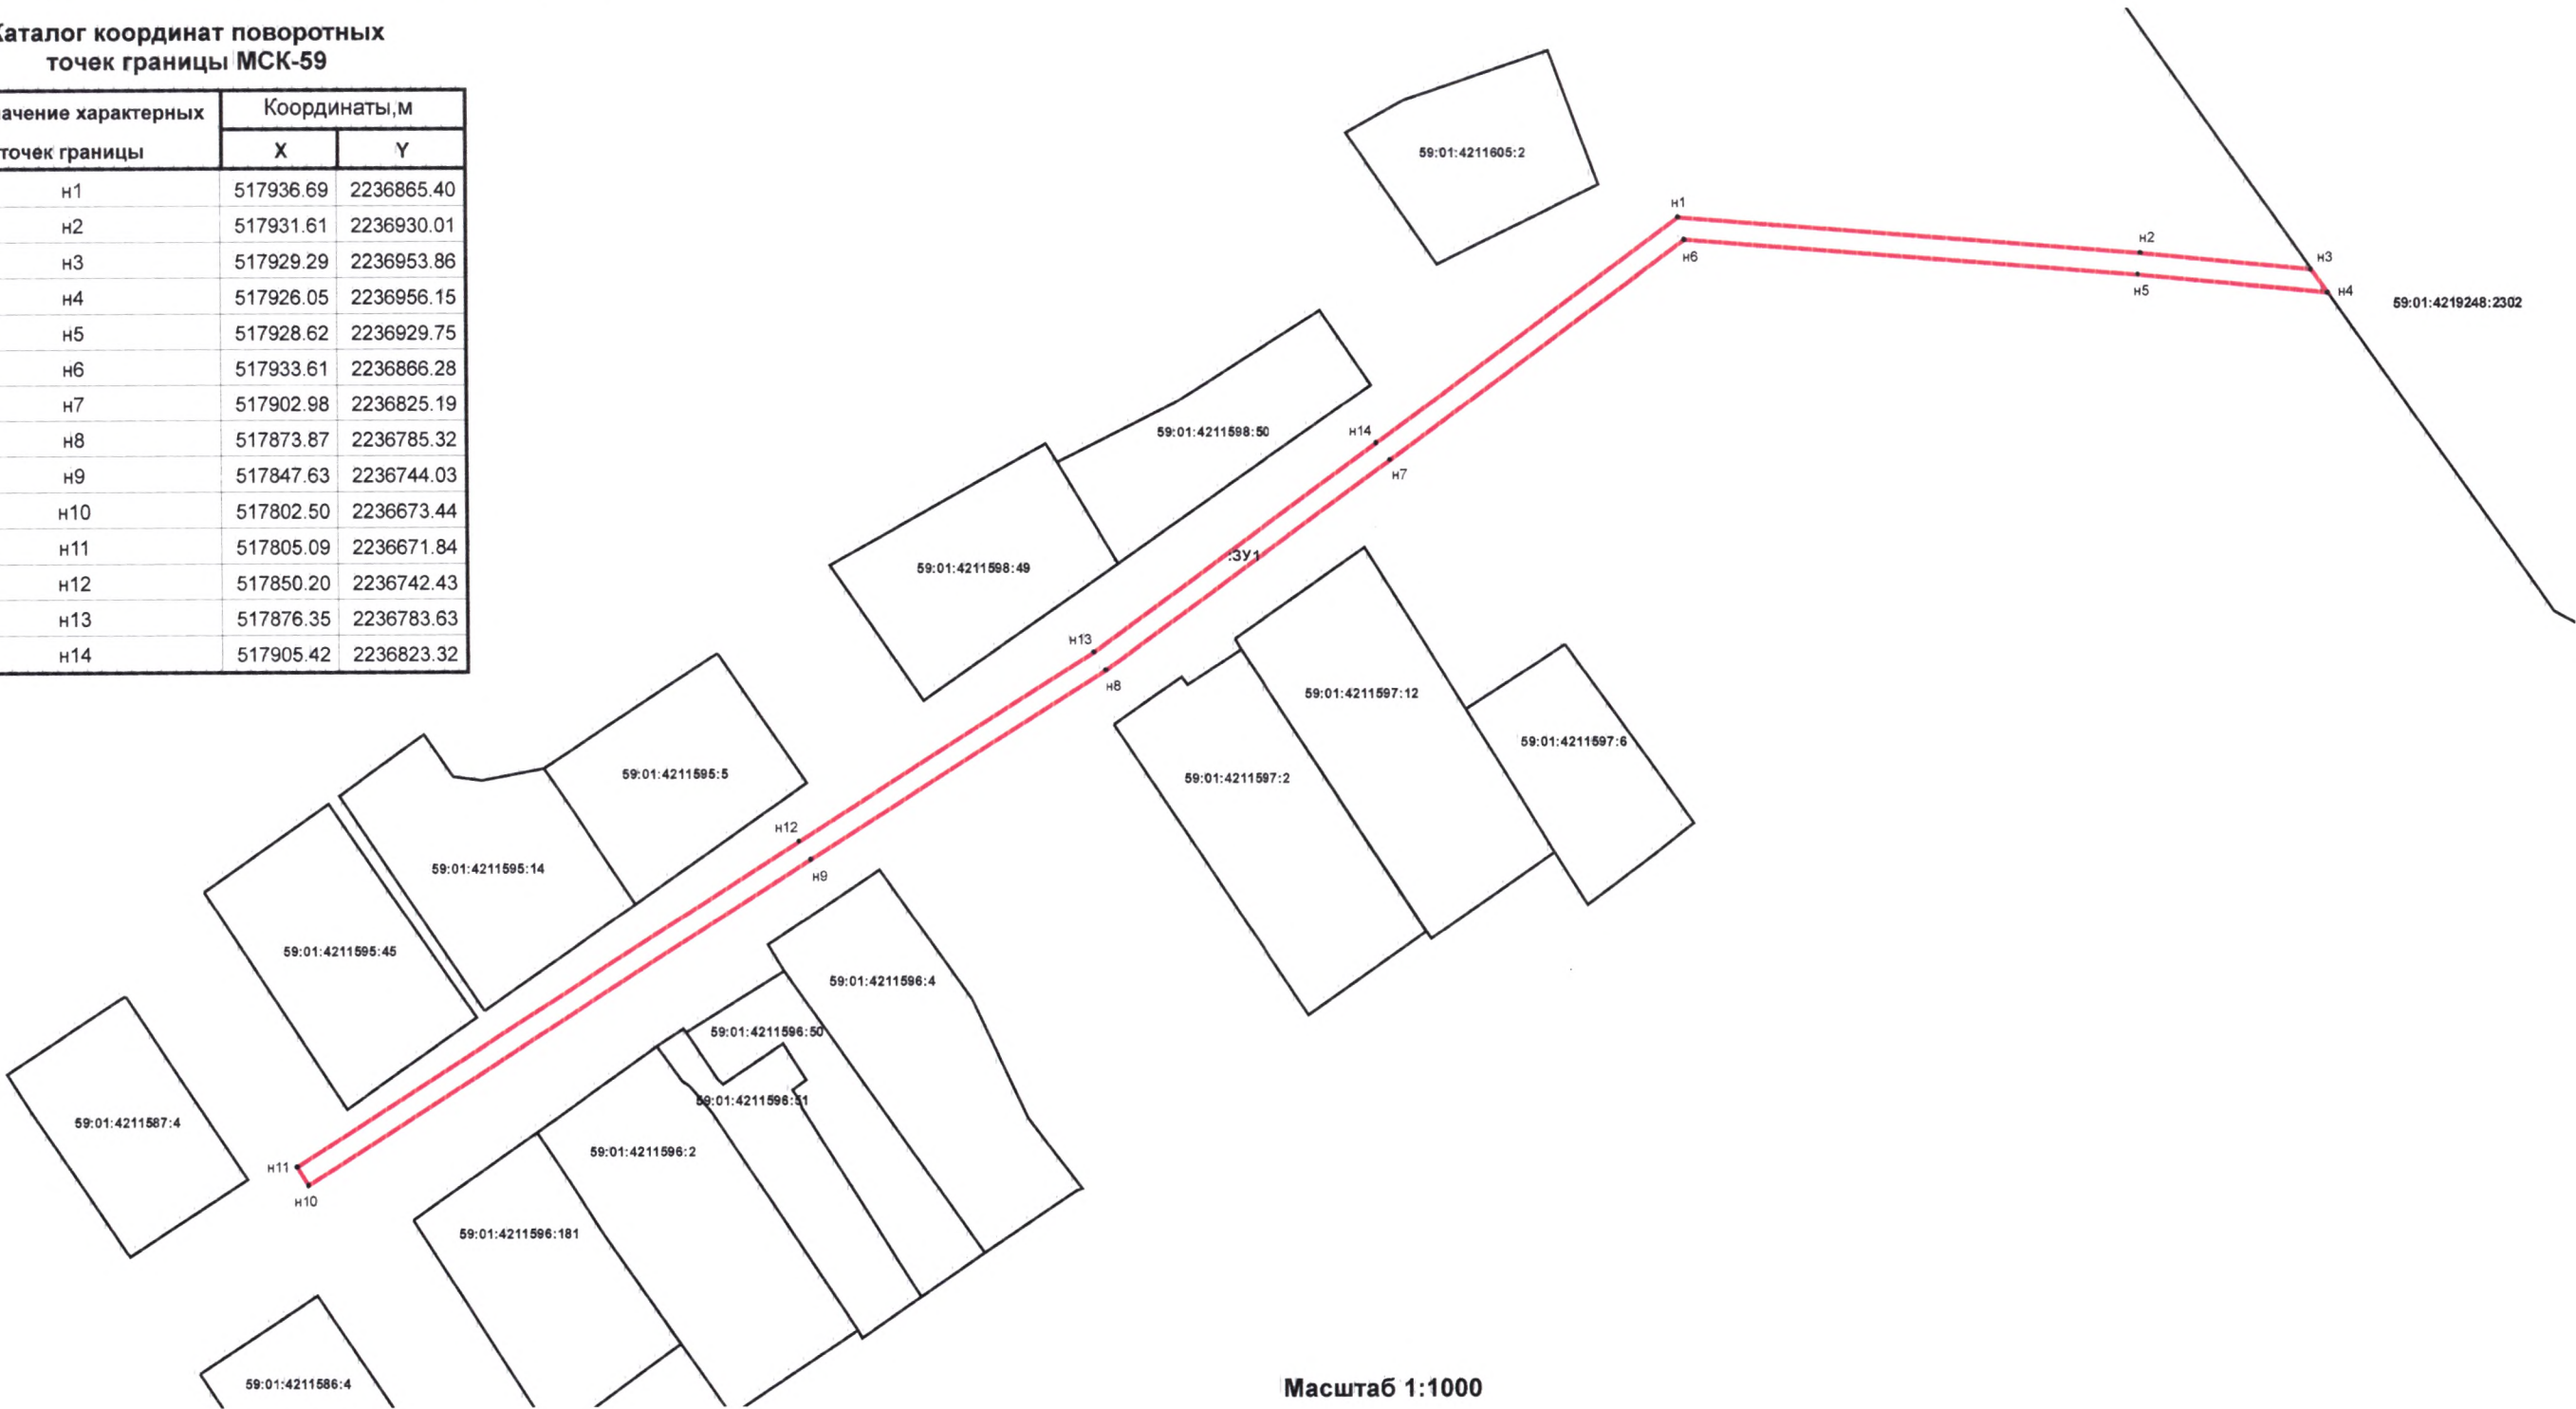 Каталог координат поворотных
точек границы МСК-59
ачение характерных
точек границы
Координаты,м
X Y
н1 517936.69 2236865.40
н2 517931.61 2236930.01
н3 517929.29 2236953.86
н4 517926.05 2236956.15
н5 517928.62 2236929.75
н6 517933.61 2236866.28
н7 517902.98 2236825.19
н8 517873.87 2236785.32
н9 517847.63 2236744.03
н10 517802.50 2236673.44
н11 517805.09 2236671.84
н12 517850.20 2236742.43
н13 517876.35 2236783.63
н14 517905.42 2236823.32
59:01:4211605:2
н1
н2
н3
н6
н5
н4
59:01:4219248:2302
59:01:4211598:50
н14
н7
:ЗУ1
59:01:4211598:49
н13
н8
59:01:4211597:12
59:01:4211597:6
59:01:4211597:2
59:01:4211595:5
н12
н9
59:01:4211595:14
59:01:4211595:45
59:01:4211596:4
59:01:4211596:50
59:01:4211596:51
59:01:4211587:4
59:01:4211596:2
н11
н10
59:01:4211596:181
59:01:4211586:4
Масштаб 1:1000